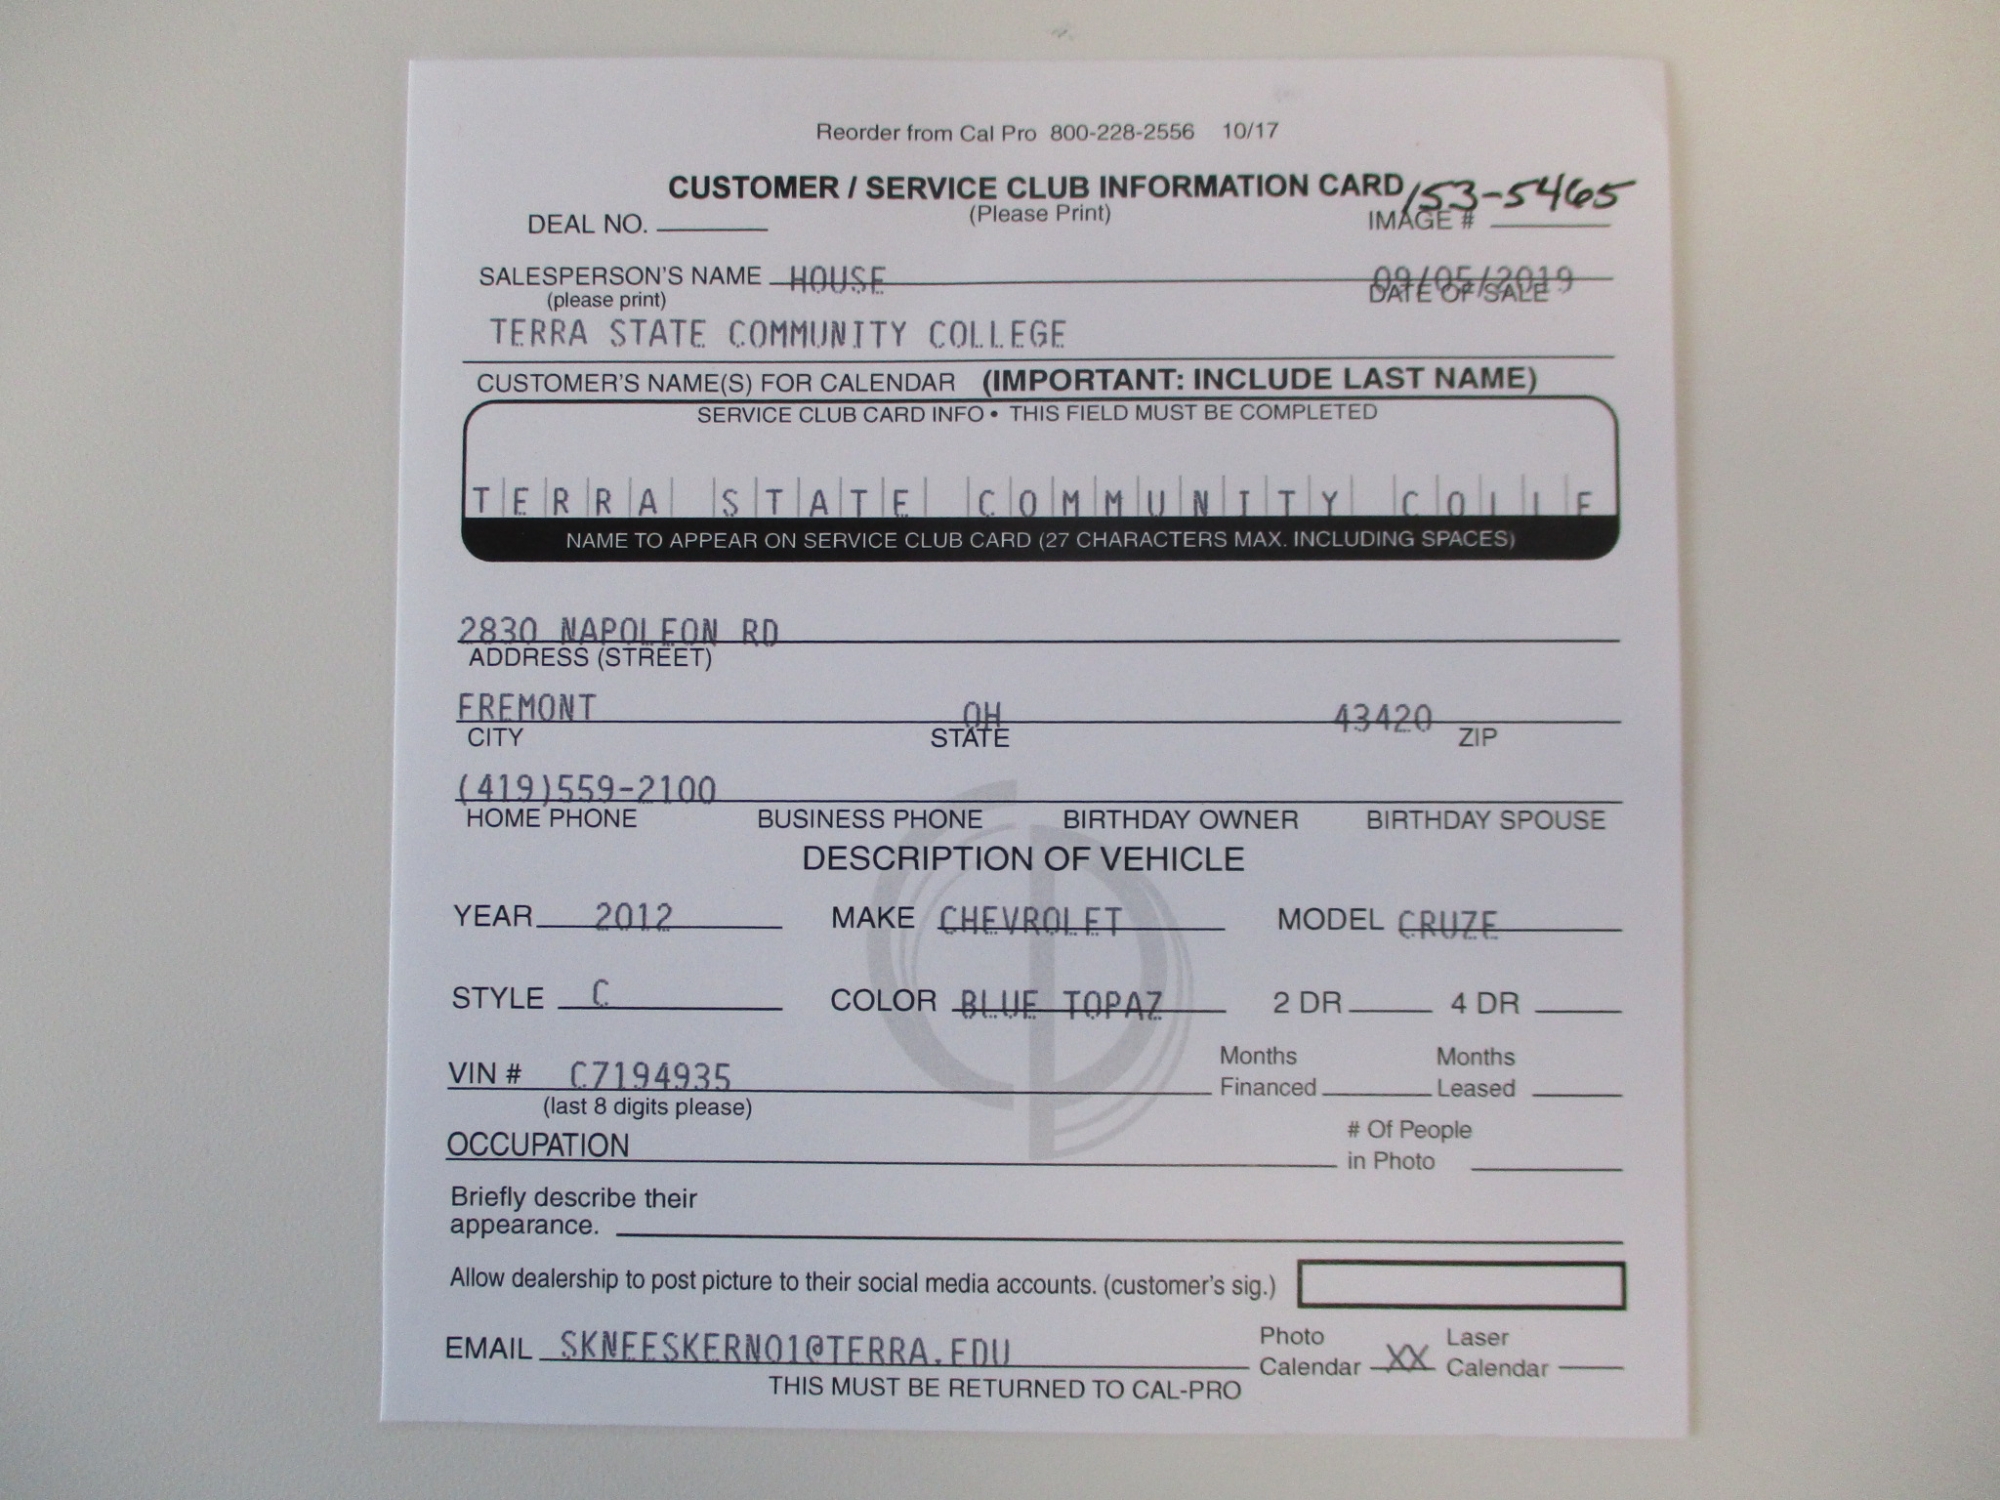 Reorder from Cal Pro 800-228-2556 10/17
CUSTOMER / SERVICE CLUB INFORMATION CARD 153-5465
(Please Print)
DEAL NO. IMAGE #
SALESPERSON'S NAME HOUSE 09/05/2019
(please print) DATE OF SALE
TERRA STATE COMMUNITY COLLEGE
CUSTOMER'S NAME(S) FOR CALENDAR (IMPORTANT: INCLUDE LAST NAME)
SERVICE CLUB CARD INFO • THIS FIELD MUST BE COMPLETED
TERRA STATE COMMUNITY COLLE
NAME TO APPEAR ON SERVICE CLUB CARD (27 CHARACTERS MAX. INCLUDING SPACES)
2830 NAPOLEON RD
ADDRESS (STREET)
FREMONT OH 43420
CITY STATE ZIP
(419)559-2100
HOME PHONE BUSINESS PHONE BIRTHDAY OWNER BIRTHDAY SPOUSE
DESCRIPTION OF VEHICLE
YEAR 2012 MAKE CHEVROLET MODEL CRUZE
STYLE C COLOR BLUE TOPAZ 2 DR 4 DR
VIN # C7194935 Months Financed Months Leased
(last 8 digits please)
OCCUPATION # Of People in Photo
Briefly describe their
appearance.
Allow dealership to post picture to their social media accounts. (customer's sig.)
EMAIL SKNEESKERN01@TERRA.EDU Photo Calendar XX Laser Calendar
THIS MUST BE RETURNED TO CAL-PRO